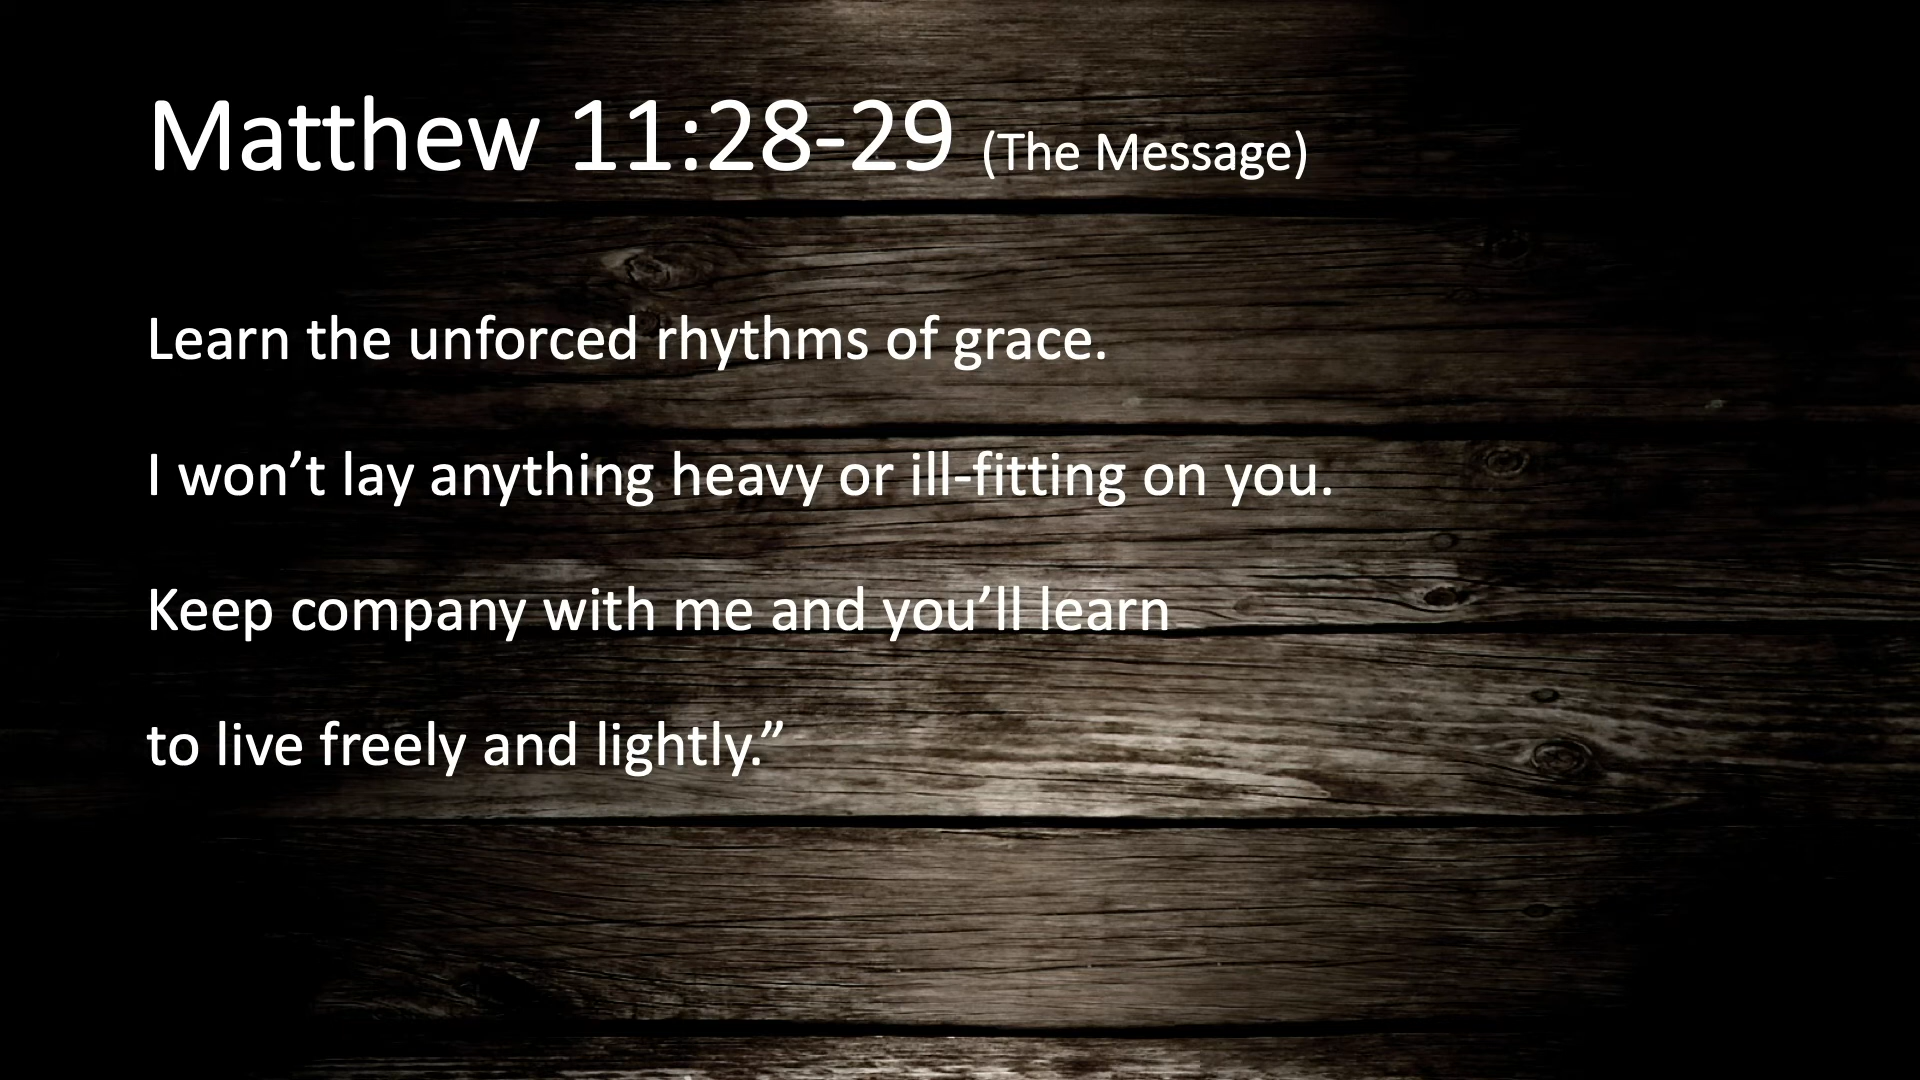 Matthew 11:28-29 (The Message)
Learn the unforced rhythms of grace.
I won’t lay anything heavy or ill-fitting on you.
Keep company with me and you’ll learn
to live freely and lightly.”